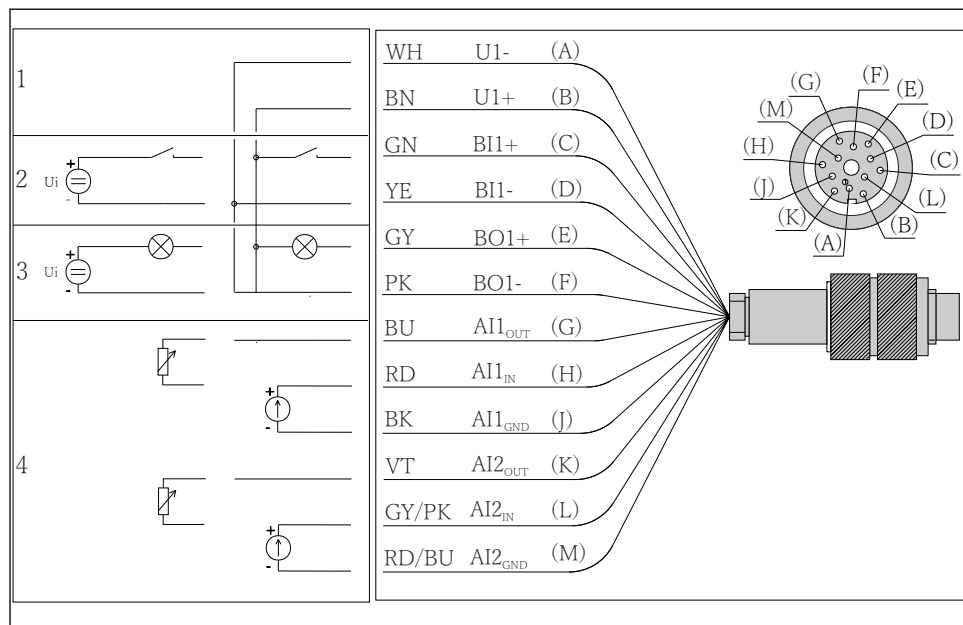 1
2
+
Ui
-
3
+
Ui
-
4
+
-
+
-
WH U1- (A)
BN U1+ (B)
GN BI1+ (C)
YE BI1- (D)
GY BO1+ (E)
PK BO1- (F)
BU AI1OUT (G)
RD AI1IN (H)
BK AI1GND (J)
VT AI2OUT (K)
GY/PK AI2IN (L)
RD/BU AI2GND (M)
(F)
(G) (E)
(M) (D)
(H) (C)
(J) (L)
(K) (B)
(A)